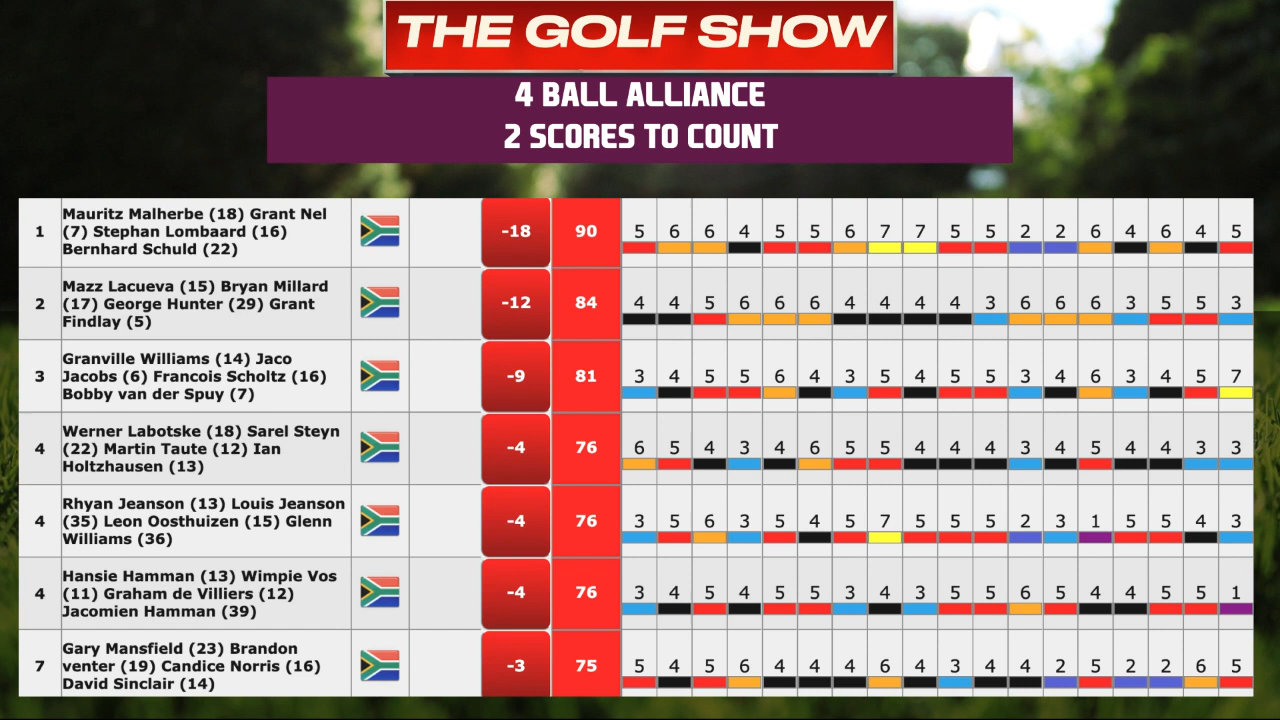 THE GOLF SHOW
4 BALL ALLIANCE
2 SCORES TO COUNT
1 Mauritz Malherbe (18) Grant Nel -18 90 5 6 6 4 5 5 6 7 7 5 5 2 2 6 4 6 4 5
(7) Stephan Lombaard (16)
Bernhard Schuld (22)
2 Mazz Lacueva (15) Bryan Millard -12 84 4 4 5 6 6 6 4 4 4 4 3 6 6 6 3 5 5 3
(17) George Hunter (29) Grant
Findlay (5)
3 Granville Williams (14) Jaco -9 81 3 4 5 5 6 4 3 5 4 5 5 3 4 6 3 4 5 7
Jacobs (6) Francois Scholtz (16)
Bobby van der Spuy (7)
4 Werner Labotske (18) Sarel Steyn -4 76 6 5 4 3 4 6 5 5 4 4 4 3 4 5 4 4 3 3
(22) Martin Taute (12) Ian
Holtzhausen (13)
4 Rhyan Jeanson (13) Louis Jeanson -4 76 3 5 6 3 5 4 5 7 5 5 5 2 3 1 5 5 4 3
(35) Leon Oosthuizen (15) Glenn
Williams (36)
4 Hansie Hamman (13) Wimpie Vos -4 76 3 4 5 4 5 5 3 4 3 5 5 6 5 4 4 5 5 1
(11) Graham de Villiers (12)
Jacomien Hamman (39)
7 Gary Mansfield (23) Brandon -3 75 5 4 5 6 4 4 4 6 4 3 4 4 2 5 2 2 6 5
venter (19) Candice Norris (16)
David Sinclair (14)